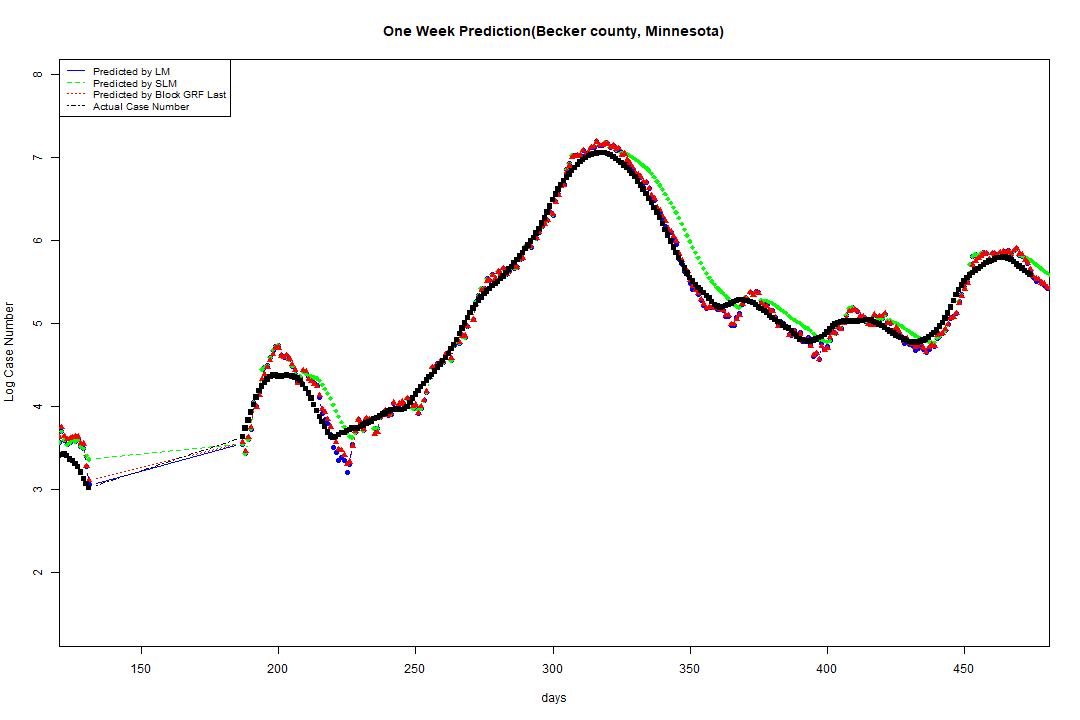 One Week Prediction(Becker county, Minnesota)
Predicted by LM
Predicted by SLM
Predicted by Block GRF Last
Actual Case Number
8
7
6
5
4
3
2
Log Case Number
150 200 250 300 350 400 450
days